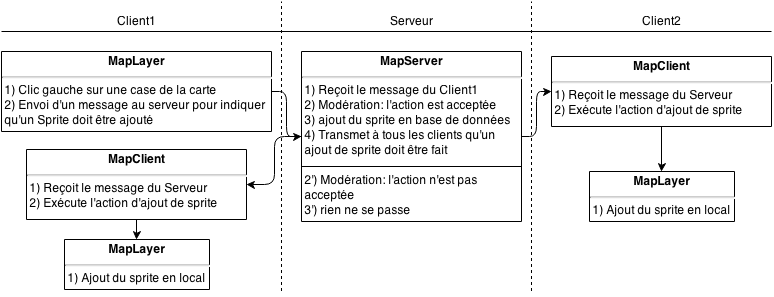 Client1
Serveur
Client2
MapLayer
1) Clic gauche sur une case de la carte
2) Envoi d'un message au serveur pour indiquer
qu'un Sprite doit être ajouté
MapClient
1) Reçoit le message du Serveur
2) Exécute l'action d'ajout de sprite
MapLayer
1) Ajout du sprite en local
MapServer
1) Reçoit le message du Client1
2) Modération: l'action est acceptée
3) ajout du sprite en base de données
4) Transmet à tous les clients qu'un
ajout de sprite doit être fait
2') Modération: l'action n'est pas
acceptée
3') rien ne se passe
MapClient
1) Reçoit le message du Serveur
2) Exécute l'action d'ajout de sprite
MapLayer
1) Ajout du sprite en local